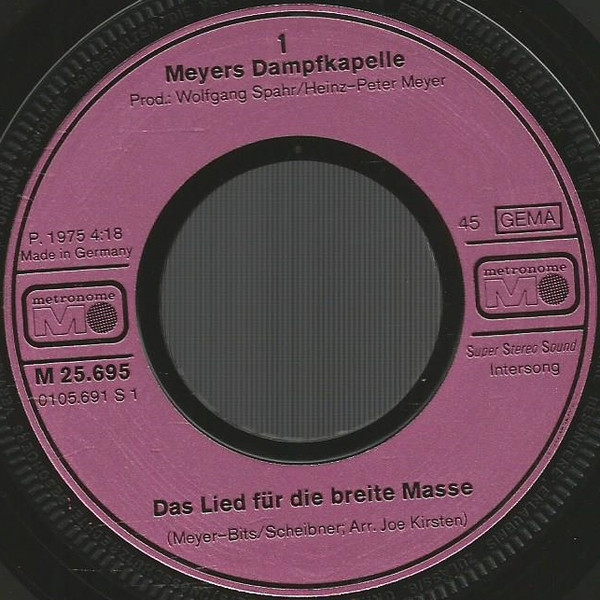 1
Meyers Dampfkapelle
Prod.: Wolfgang Spahr/Heinz-Peter Meyer
P. 1975 4:18
Made in Germany
metronome
M
M 25.695
0105.691 S 1
45 GEMA
metronome
M
Super Stereo Sound
Intersong
Das Lied für die breite Masse
(Meyer-Bits/Scheibner; Arr. Joe Kirsten)